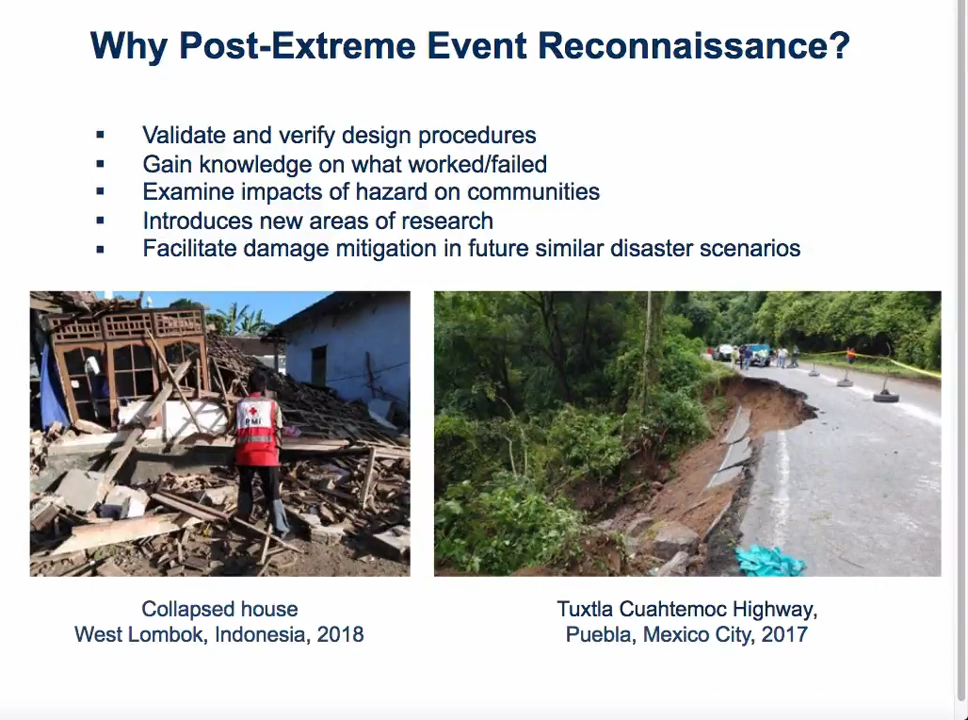 Why Post-Extreme Event Reconnaissance?
▪ Validate and verify design procedures
▪ Gain knowledge on what worked/failed
▪ Examine impacts of hazard on communities
▪ Introduces new areas of research
▪ Facilitate damage mitigation in future similar disaster scenarios
PMI
Collapsed house
West Lombok, Indonesia, 2018
Tuxtla Cuahtemoc Highway,
Puebla, Mexico City, 2017